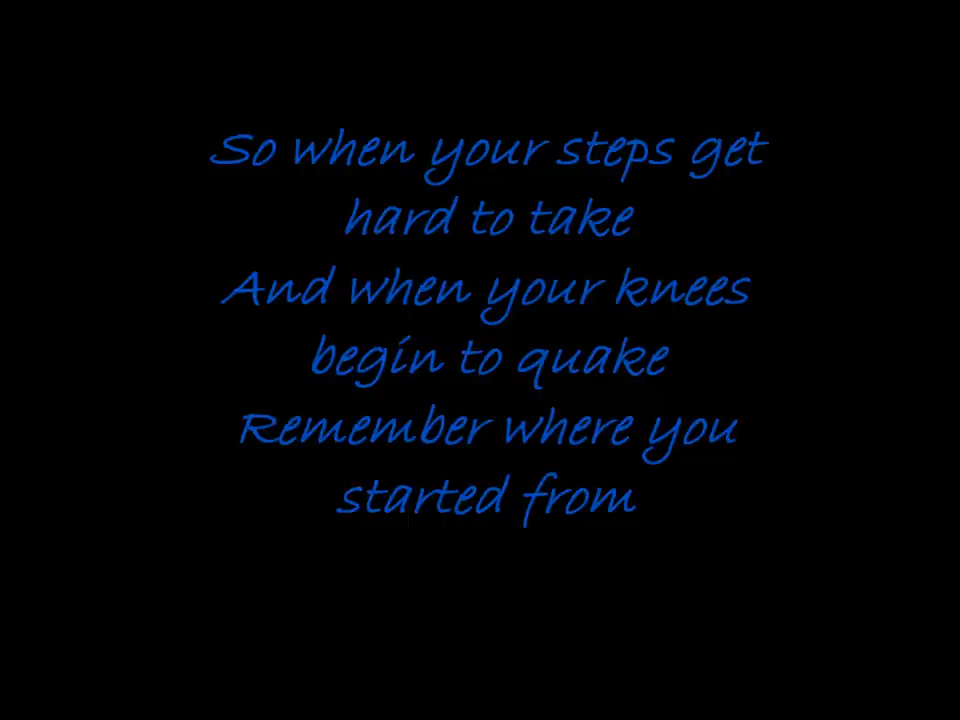 So when your steps get
hard to take
And when your knees
begin to quake
Remember where you
started from